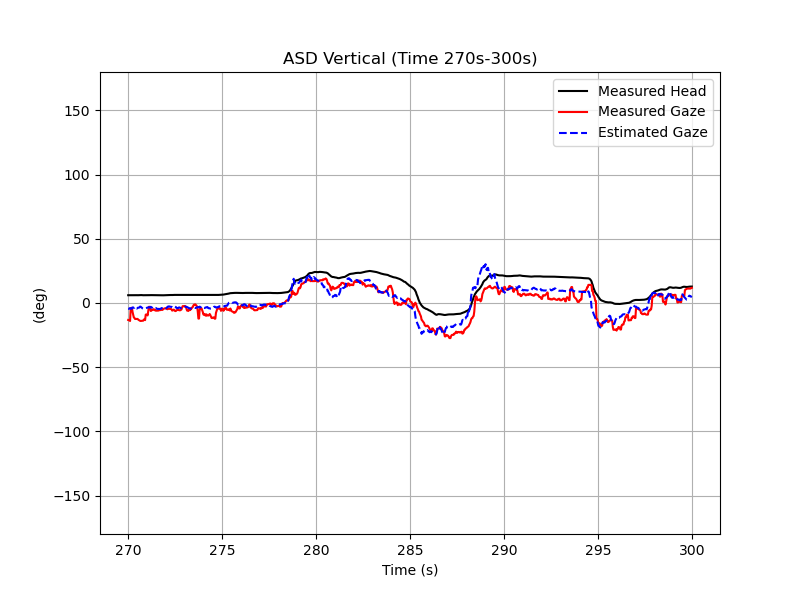 ASD Vertical (Time 270s-300s)
Measured Head
Measured Gaze
Estimated Gaze
150
100
50
0
−50
−100
−150
(deg)
270 275 280 285 290 295 300
Time (s)